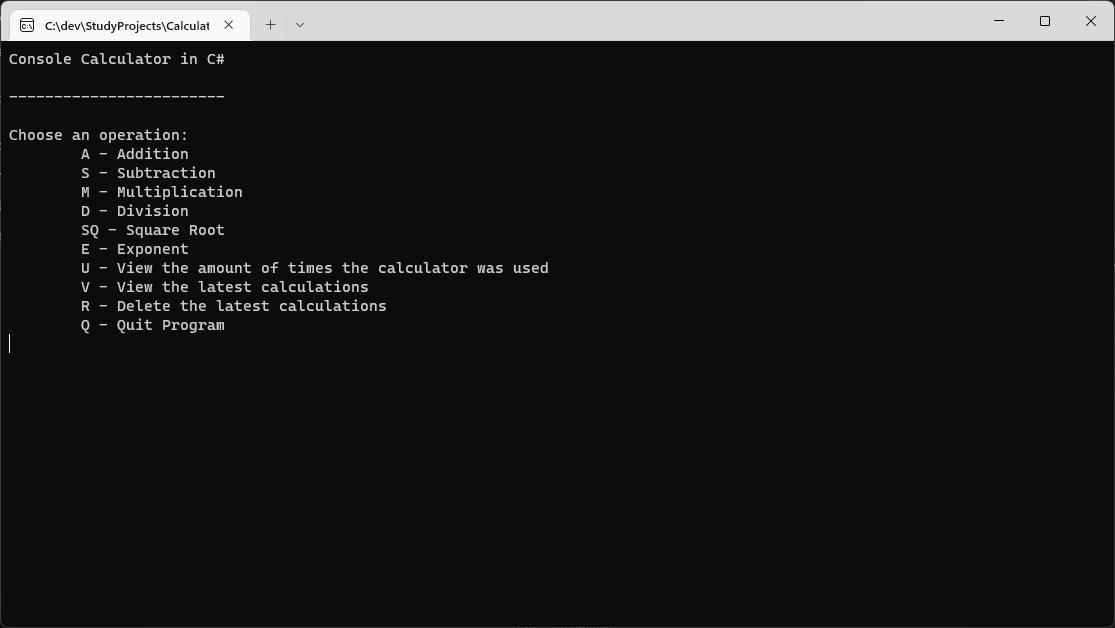 C:\dev\StudyProjects\Calculat
Console Calculator in C#
------------------------
Choose an operation:
A - Addition
S - Subtraction
M - Multiplication
D - Division
SQ - Square Root
E - Exponent
U - View the amount of times the calculator was used
V - View the latest calculations
R - Delete the latest calculations
Q - Quit Program